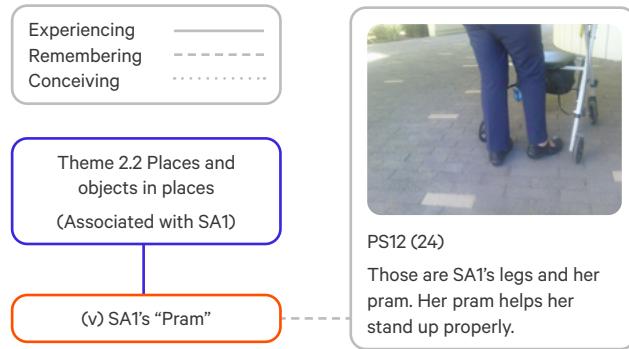 Experiencing
Remembering
Conceiving
Theme 2.2 Places and
objects in places
(Associated with SA1)
(v) SA1's “Pram”
PS12 (24)
Those are SA1's legs and her
pram. Her pram helps her
stand up properly.